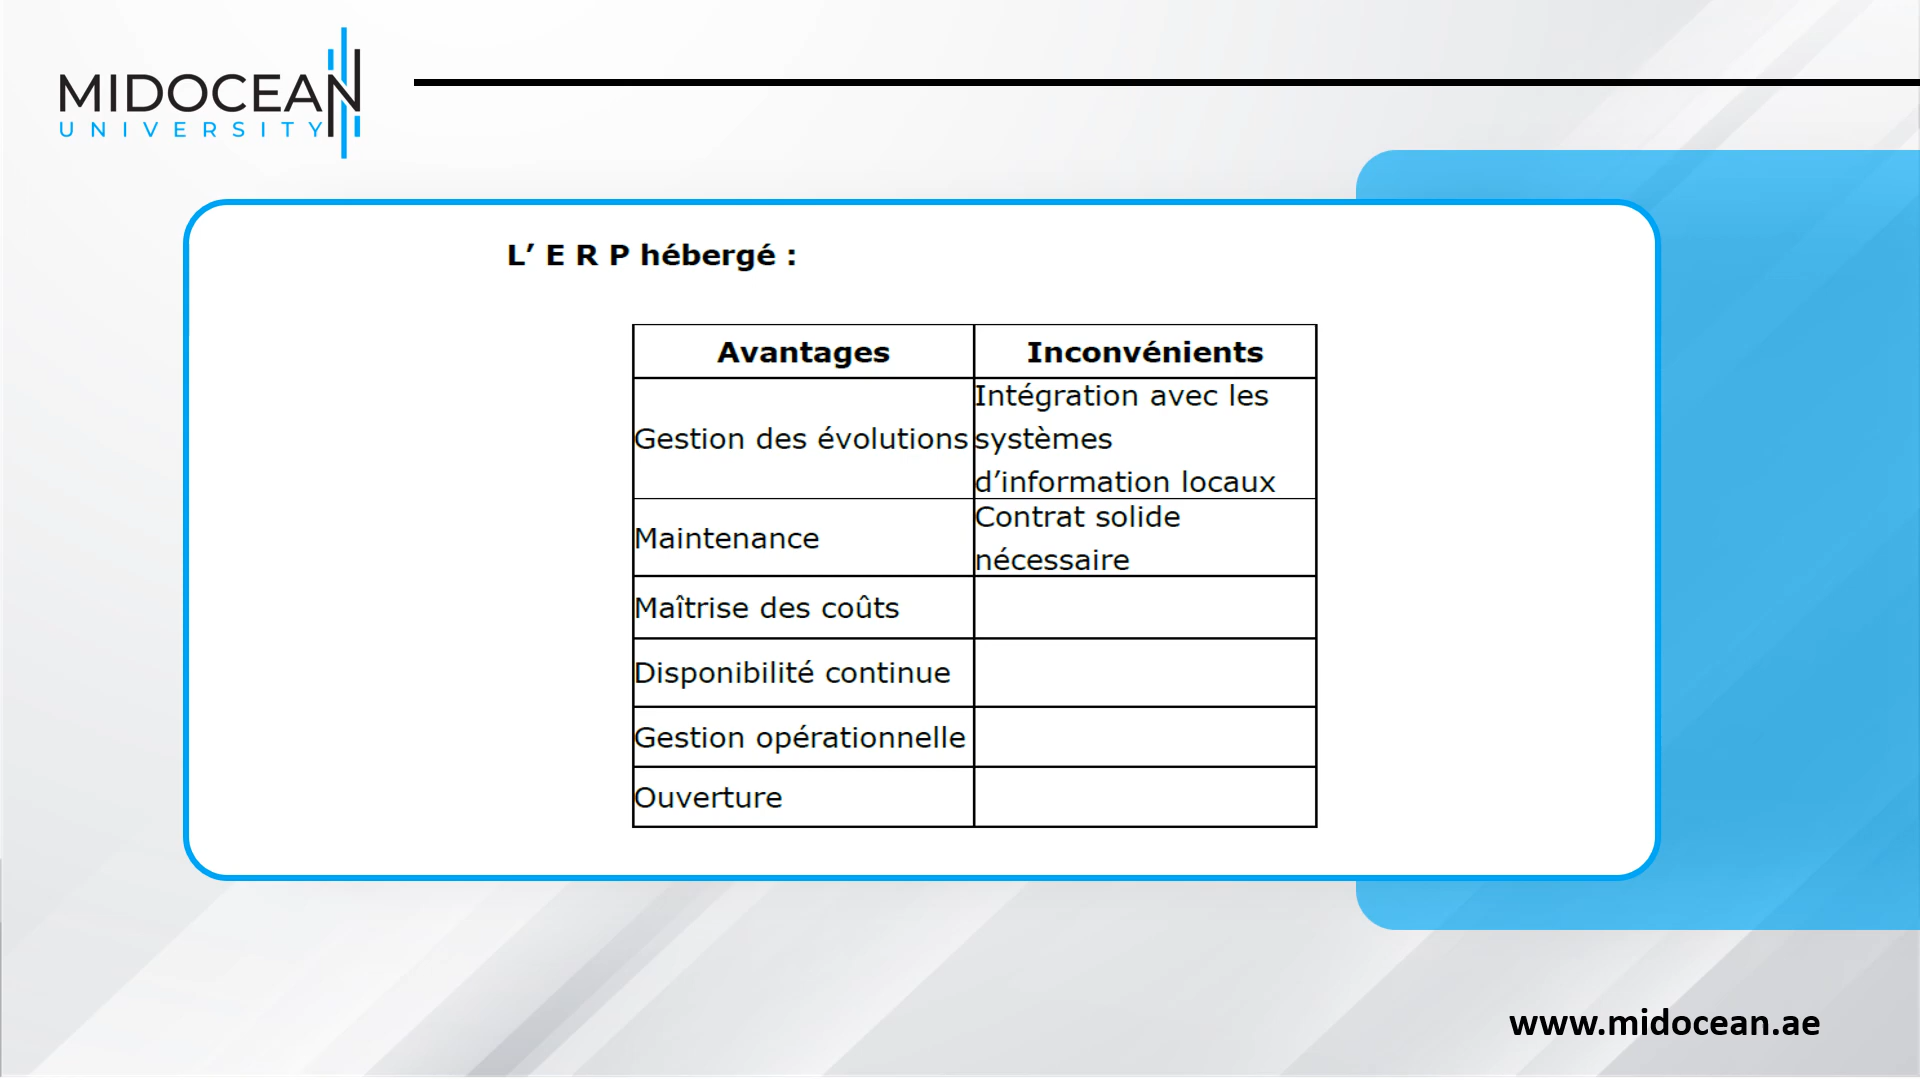 MIDOCEAN
UNIVERSITY
L’ E R P hébergé :
Avantages
Inconvénients
Gestion des évolutions
Intégration avec les
systèmes
d’information locaux
Maintenance
Contrat solide
nécessaire
Maîtrise des coûts
Disponibilité continue
Gestion opérationnelle
Ouverture
www.midocean.ae